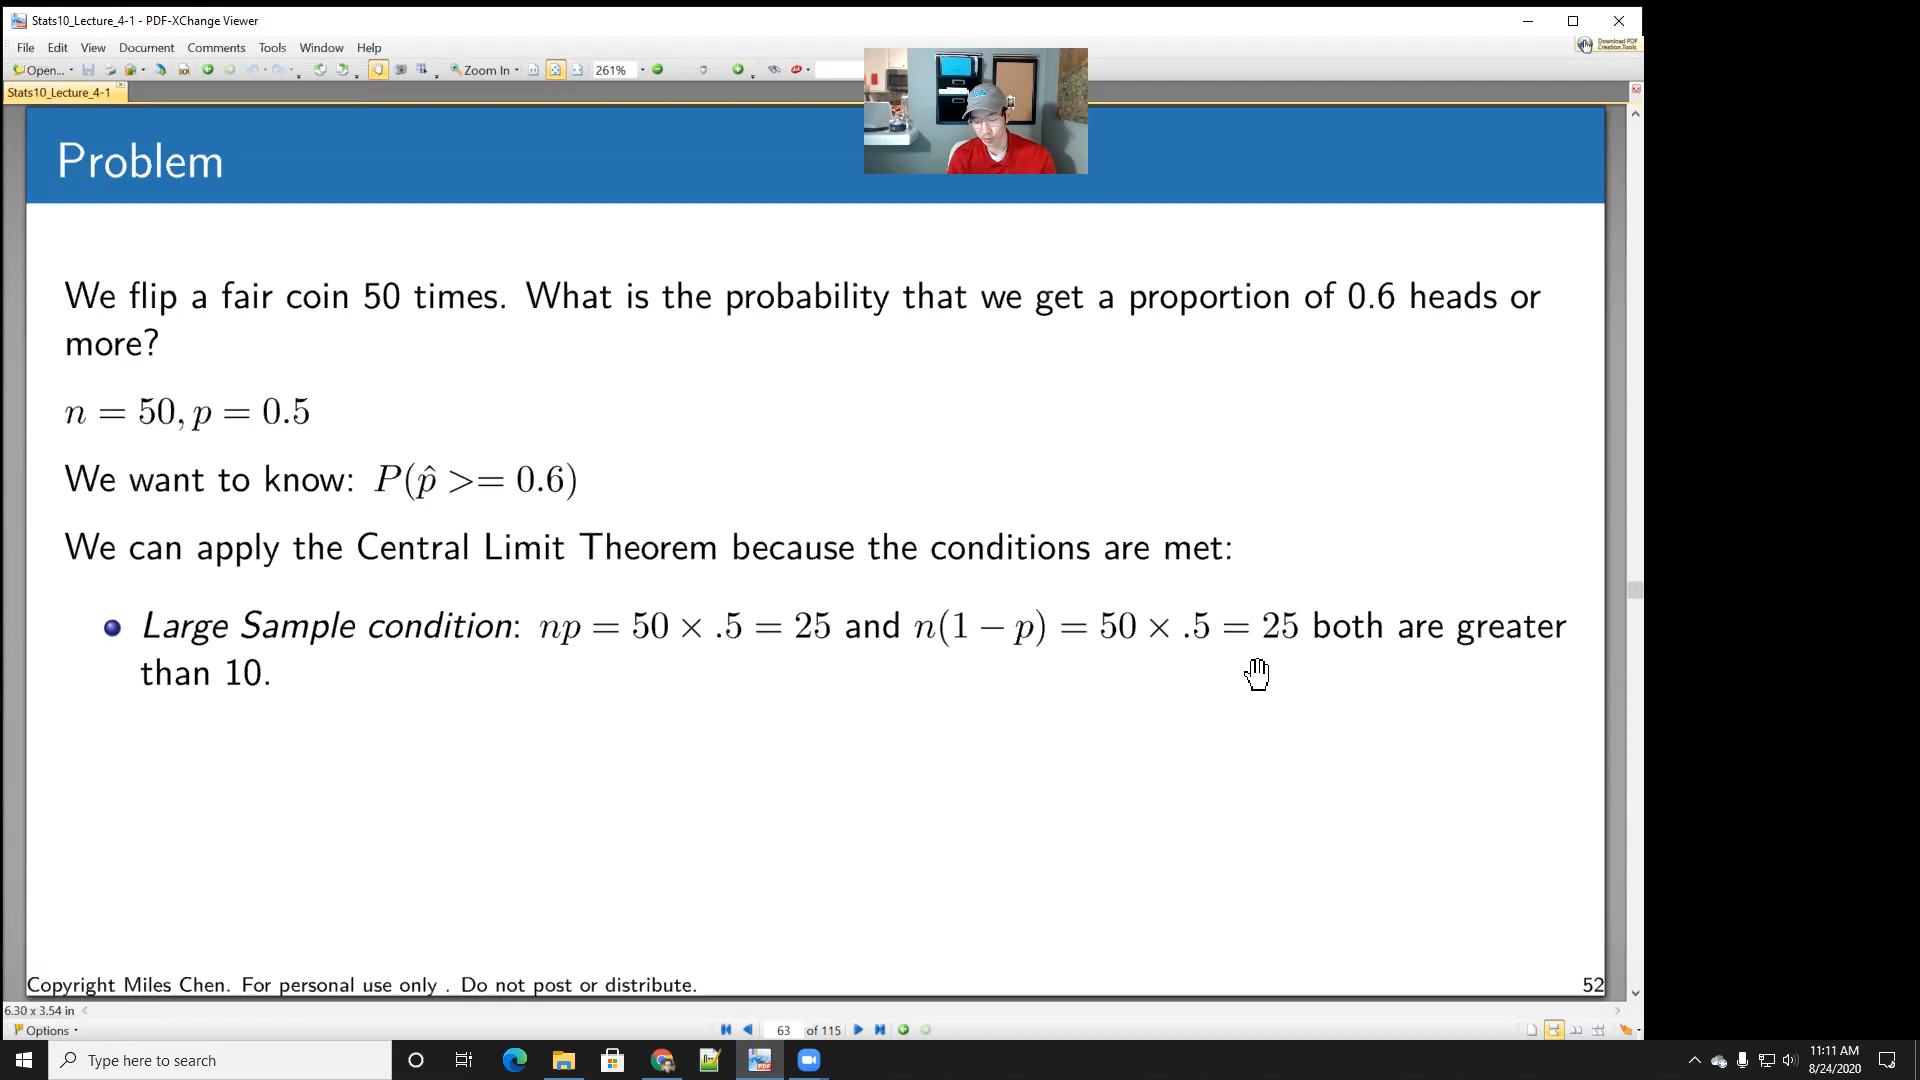 Stats10_Lecture_4-1 - PDF-XChange Viewer
File Edit View Document Comments Tools Window Help
Download PDF
Creation Tools
Open...
OCR
Zoom In
261%
Stats10_Lecture_4-1
Problem
We flip a fair coin 50 times. What is the probability that we get a proportion of 0.6 heads or
more?
n = 50, p = 0.5
We want to know: P(p̂ >= 0.6)
We can apply the Central Limit Theorem because the conditions are met:
Large Sample condition: np = 50 × .5 = 25 and n(1 − p) = 50 × .5 = 25 both are greater
than 10.
Copyright Miles Chen. For personal use only . Do not post or distribute.
52
6.30 x 3.54 in
Options
63 of 115
Type here to search
11:11 AM
8/24/2020